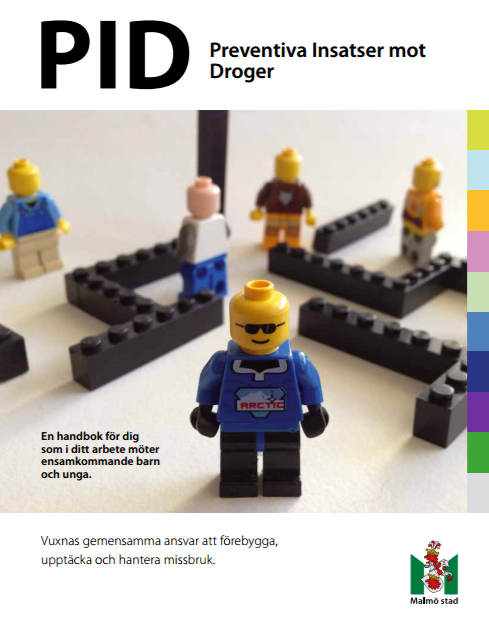 PID
Preventiva Insatser mot
Droger
ARCTIC
En handbok för dig
som i ditt arbete möter
ensamkommande barn
och unga.
Vuxnas gemensamma ansvar att förebygga,
upptäcka och hantera missbruk.
Malmö stad